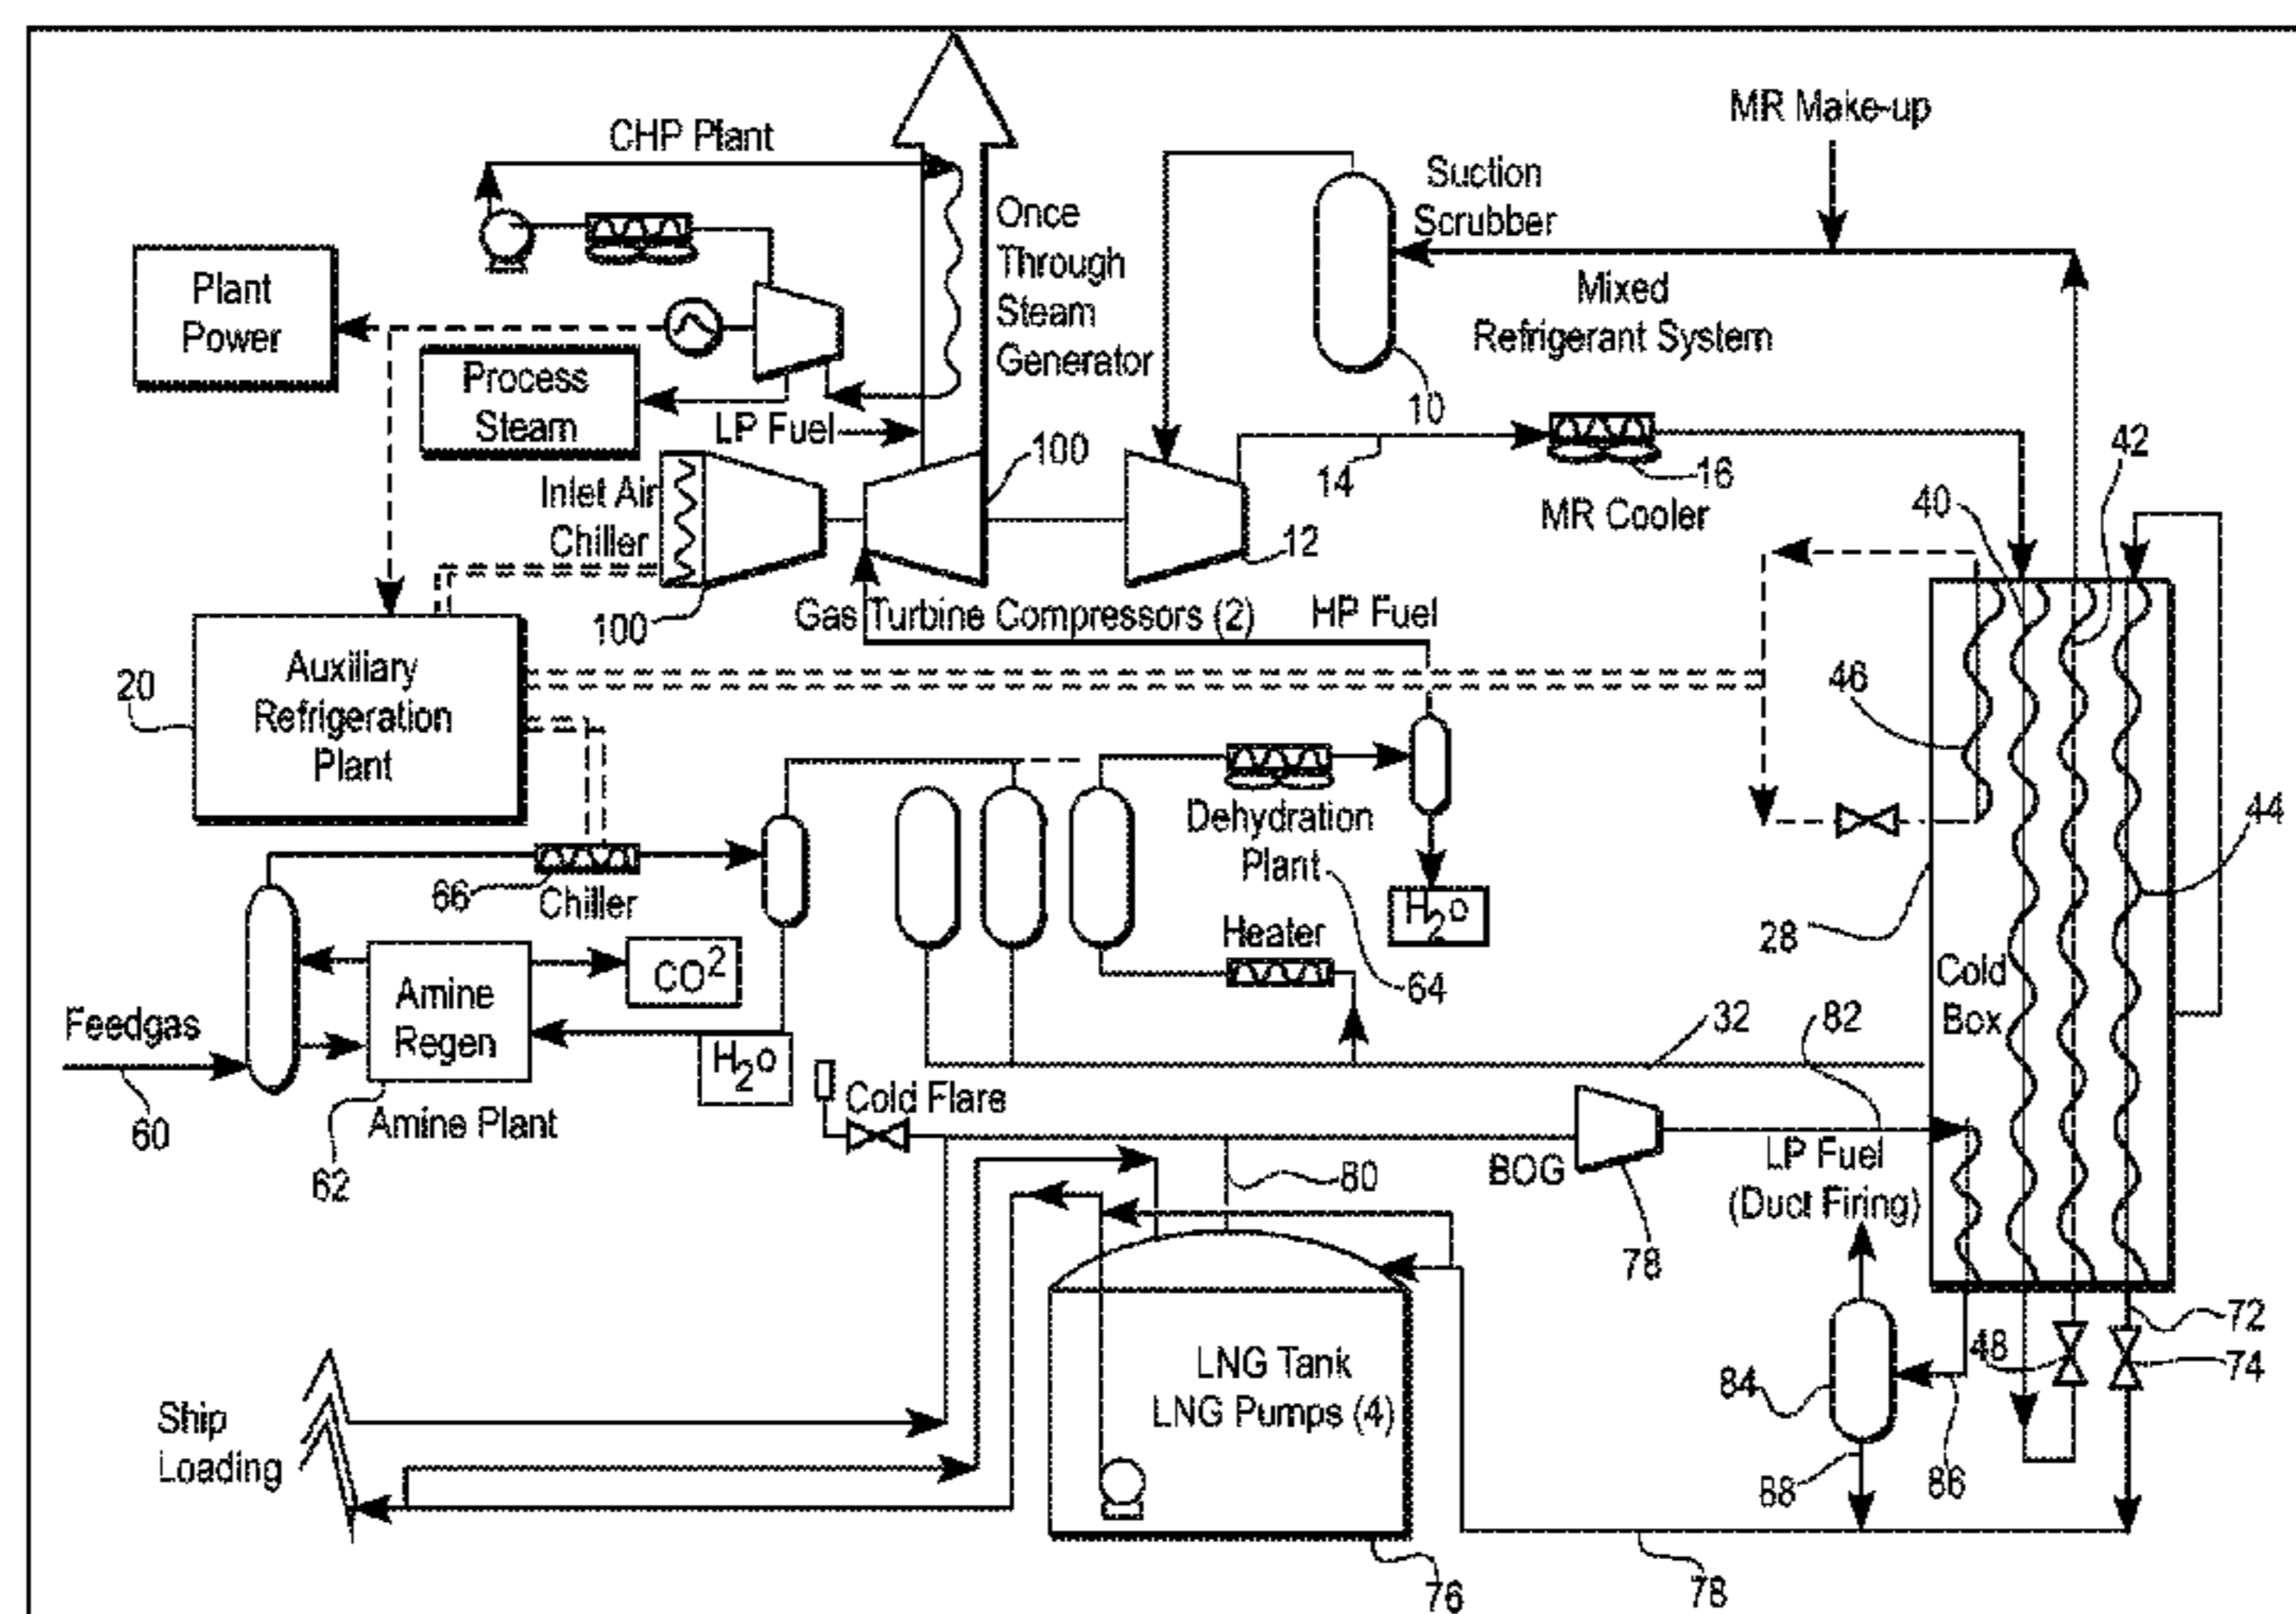 MR Make-up
CHP Plant
Suction
Scrubber
Once
Through
Steam
Generator
Plant
Power
Mixed
Refrigerant System
Process
Steam
10
LP Fuel
100
14
16
42
Inlet Air
Chiller
MR Cooler
40
12
100
Gas Turbine Compressors (2)
HP Fuel
20
Auxiliary
Refrigeration
Plant
46
44
Dehydration
Plant
66
Chiller
H2o
28
Heater
64
CO2
Amine
Regen
Cold
Box
Feedgas
32
82
H2o
Cold Flare
60
Amine Plant
62
80
BOG
LP Fuel
(Duct Firing)
78
72
48
74
84
LNG Tank
LNG Pumps (4)
Ship
Loading
88
86
76
78